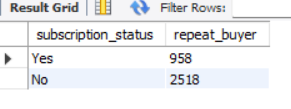 Result Grid Filter Rows:
subscription_status repeat_buyer
Yes 958
No 2518